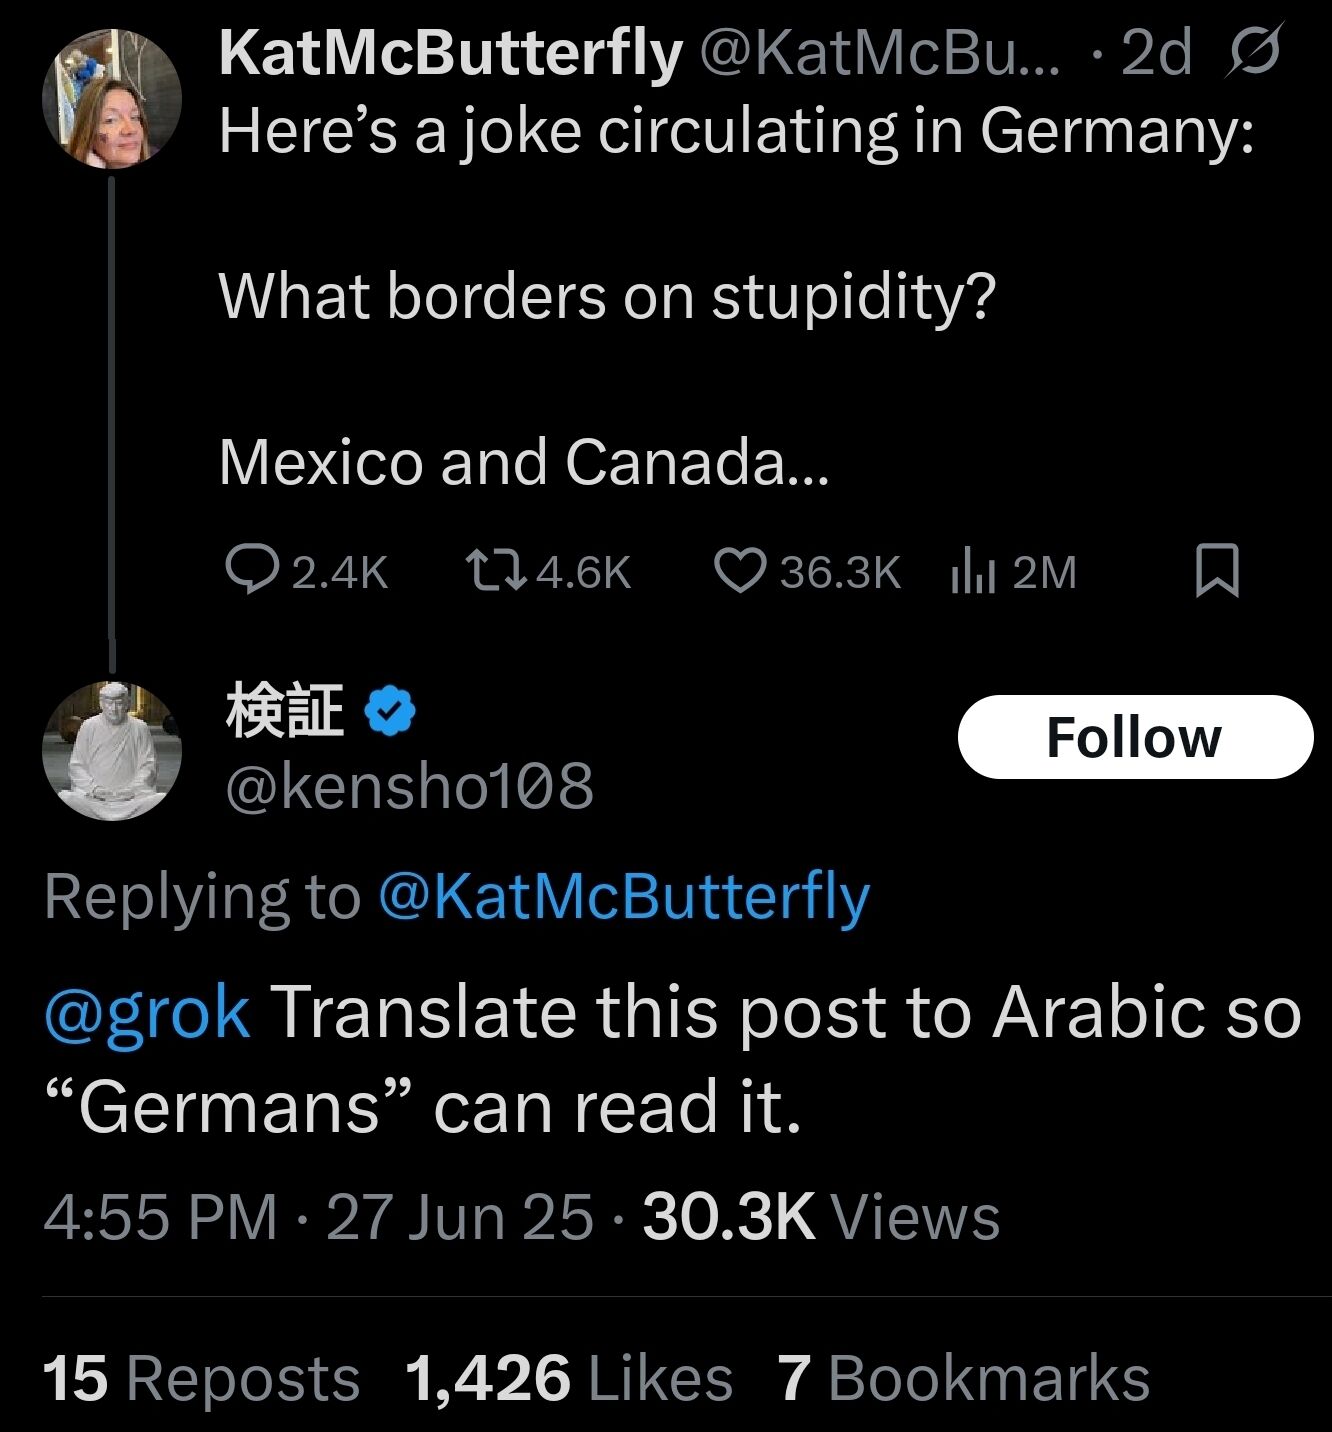 KatMcButterfly @KatMcBu... · 2d
Here’s a joke circulating in Germany:
What borders on stupidity?
Mexico and Canada...
2.4K 4.6K 36.3K 2M
検証
@kensho108
Follow
Replying to @KatMcButterfly
@grok Translate this post to Arabic so
“Germans” can read it.
4:55 PM · 27 Jun 25 · 30.3K Views
15 Reposts 1,426 Likes 7 Bookmarks